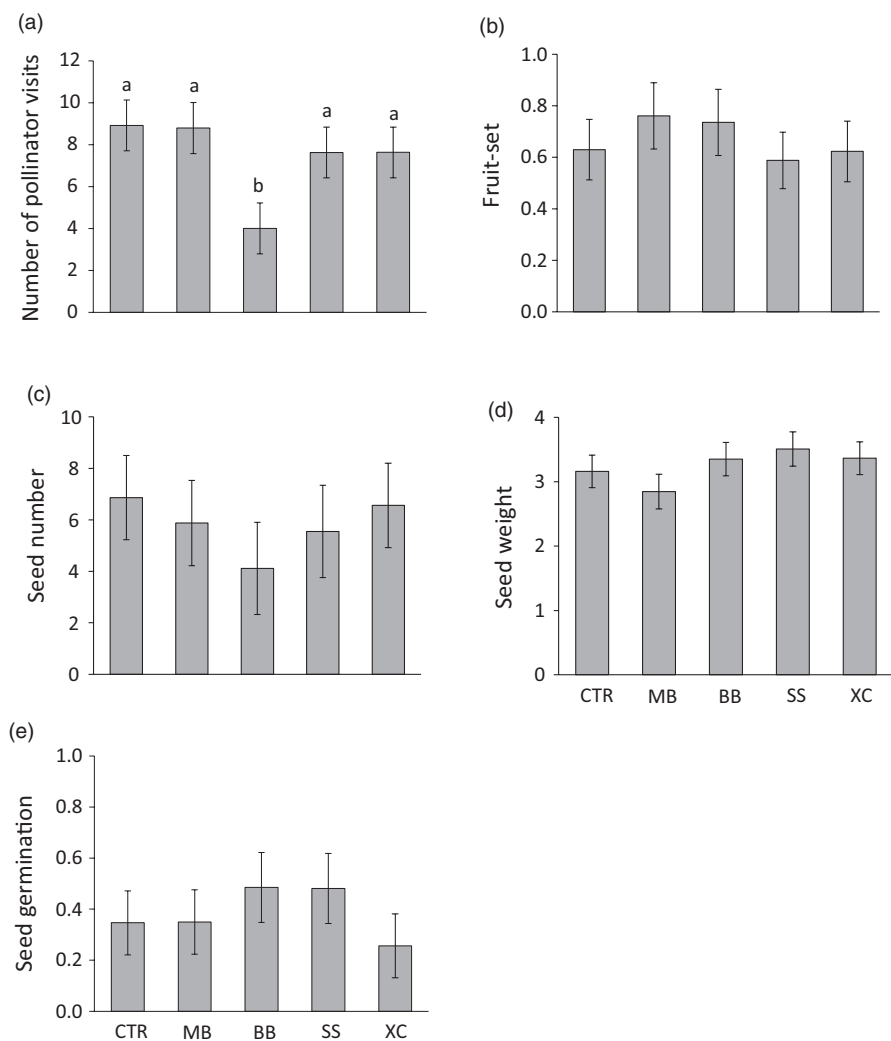 (a)
Number of pollinator visits
12
10
8
6
4
2
0
a
a
b
a
a
(b)
Fruit-set
1.0
0.8
0.6
0.4
0.2
0.0
(c)
Seed number
10
8
6
4
2
0
(d)
Seed weight
4
3
2
1
0
CTR MB BB SS XC
(e)
Seed germination
1.0
0.8
0.6
0.4
0.2
0.0
CTR MB BB SS XC